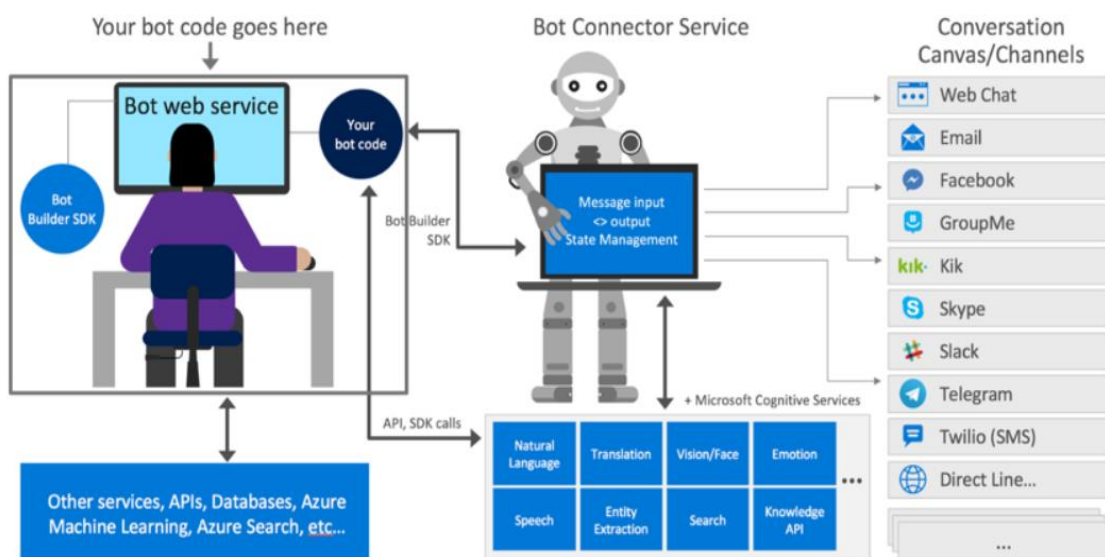 Your bot code goes here
Bot web service
Your
bot code
Bot
Builder SDK
Bot Builder
SDK
API, SDK calls
Other services, APIs, Databases, Azure
Machine Learning, Azure Search, etc...
Bot Connector Service
Message input
<> output
State Management
+ Microsoft Cognitive Services
Natural
Language
Translation
Vision/Face
Emotion
...
Speech
Entity
Extraction
Search
Knowledge
API
Conversation
Canvas/Channels
Web Chat
Email
Facebook
GroupMe
kik.
Kik
Skype
Slack
Telegram
Twilio (SMS)
Direct Line...
...